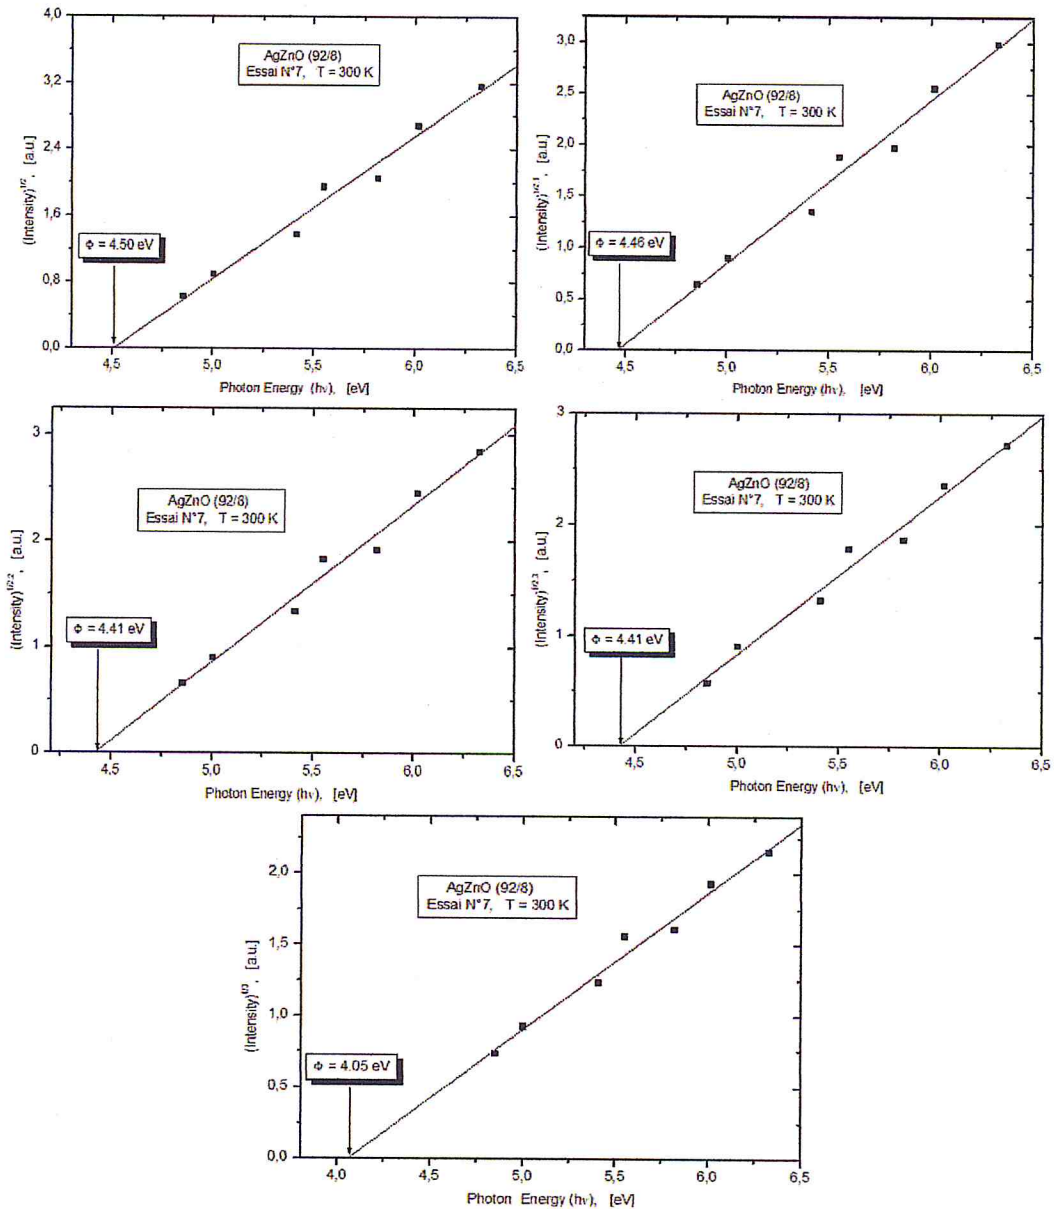 4,0
3,2
2,4
1,6
0,8
0,0
(Intensity)^1/2, [a.u.]
AgZnO (92/8)
Essai N°7, T = 300 K
Φ = 4.50 eV
4,5 5,0 5,5 6,0 6,5
Photon Energy (hν), [eV]
3,0
2,5
2,0
1,5
1,0
0,5
0,0
(Intensity)^1/2.1, [a.u.]
AgZnO (92/8)
Essai N°7, T = 300 K
Φ = 4.46 eV
4,5 5,0 5,5 6,0 6,5
Photon Energy (hν), [eV]
3
2
1
0
(Intensity)^1/2.2, [a.u.]
AgZnO (92/8)
Essai N°7, T = 300 K
Φ = 4.41 eV
4,5 5,0 5,5 6,0 6,5
Photon Energy (hν), [eV]
3
2
1
0
(Intensity)^1/2.3, [a.u.]
AgZnO (92/8)
Essai N°7, T = 300 K
Φ = 4.41 eV
4,5 5,0 5,5 6,0 6,5
Photon Energy (hν), [eV]
2,0
1,5
1,0
0,5
0,0
(Intensity)^1/3, [a.u.]
AgZnO (92/8)
Essai N°7, T = 300 K
Φ = 4.05 eV
4,0 4,5 5,0 5,5 6,0 6,5
Photon Energy (hν), [eV]